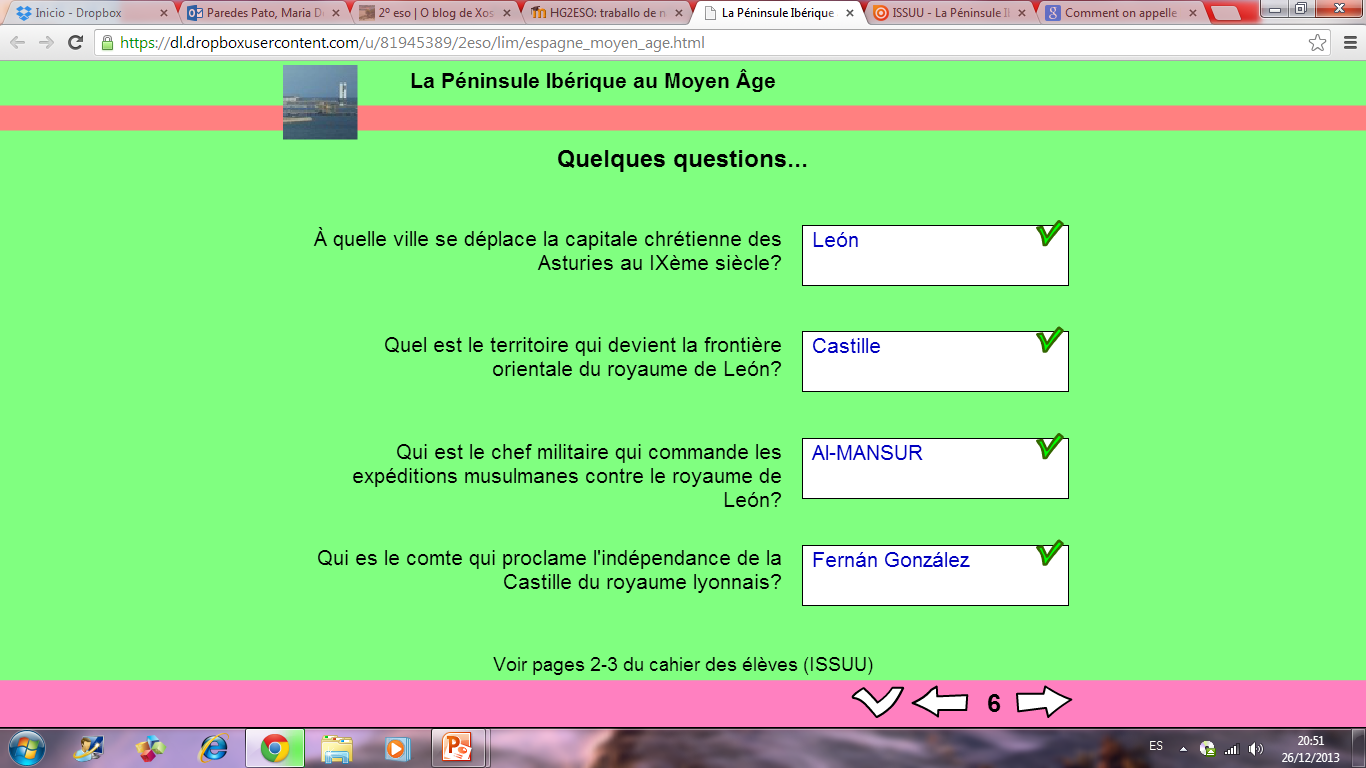 Inicio - Dropbox
Paredes Pato, Maria D
2º eso | O blog de Xos
HG2ESO: traballo de n
La Péninsule Ibérique
ISSUU - La Péninsule I
Comment on appelle
https://dl.dropboxusercontent.com/u/81945389/2eso/lim/espagne_moyen_age.html
La Péninsule Ibérique au Moyen Âge
Quelques questions...
À quelle ville se déplace la capitale chrétienne des
Asturies au IXème siècle?
León
Quel est le territoire qui devient la frontière
orientale du royaume de León?
Castille
Qui est le chef militaire qui commande les
expéditions musulmanes contre le royaume de
León?
Al-MANSUR
Qui es le comte qui proclame l'indépendance de la
Castille du royaume lyonnais?
Fernán González
Voir pages 2-3 du cahier des élèves (ISSUU)
6
ES
20:51
26/12/2013